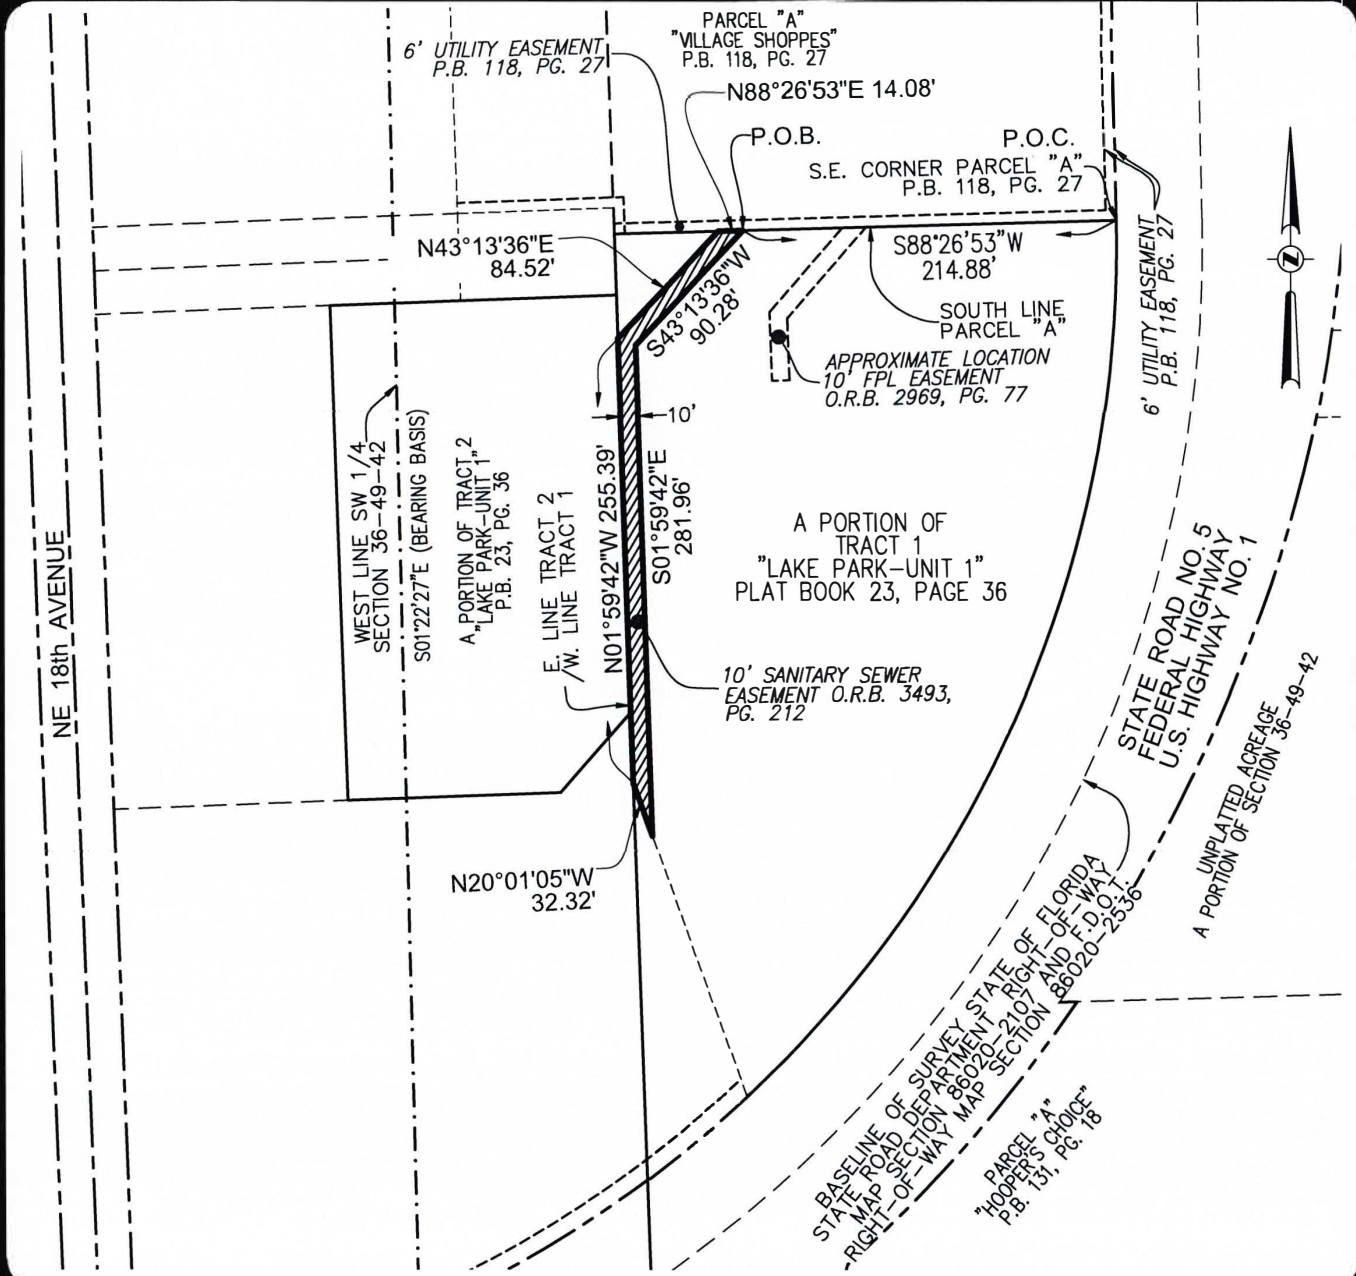 PARCEL "A"
"VILLAGE SHOPPES"
P.B. 118, PG. 27
6' UTILITY EASEMENT
P.B. 118, PG. 27
N88°26'53"E 14.08'
P.O.B.
P.O.C.
S.E. CORNER PARCEL "A"
P.B. 118, PG. 27
N43°13'36"E
84.52'
S43°13'36"W
90.28'
S88°26'53"W
214.88'
6' UTILITY EASEMENT
P.B. 118, PG. 27
Z
SOUTH LINE
PARCEL "A"
APPROXIMATE LOCATION
10' FPL EASEMENT
O.R.B. 2969, PG. 77
10'
WEST LINE SW 1/4
SECTION 36-49-42
S01°22'27"E (BEARING BASIS)
A PORTION OF TRACT 2
"LAKE PARK-UNIT 1"
P.B. 23, PG. 36
E. LINE TRACT 2
/W. LINE TRACT 1
N01°59'42"W 255.39'
S01°59'42"E
281.96'
A PORTION OF
TRACT 1
"LAKE PARK-UNIT 1"
PLAT BOOK 23, PAGE 36
NE 18th AVENUE
10' SANITARY SEWER
EASEMENT O.R.B. 3493,
PG. 212
STATE ROAD NO. 5
FEDERAL HIGHWAY
U.S. HIGHWAY NO. 1
UNPLATTED ACREAGE
A PORTION OF SECTION 36-49-42
N20°01'05"W
32.32'
BASELINE OF SURVEY STATE OF FLORIDA
STATE ROAD DEPARTMENT RIGHT-OF-WAY
MAP SECTION 86020-2107 AND F.D.O.T.
RIGHT-OF-WAY MAP SECTION 86020-2536
PARCEL "A"
"HOOPER'S CHOICE"
P.B. 131, PG. 18